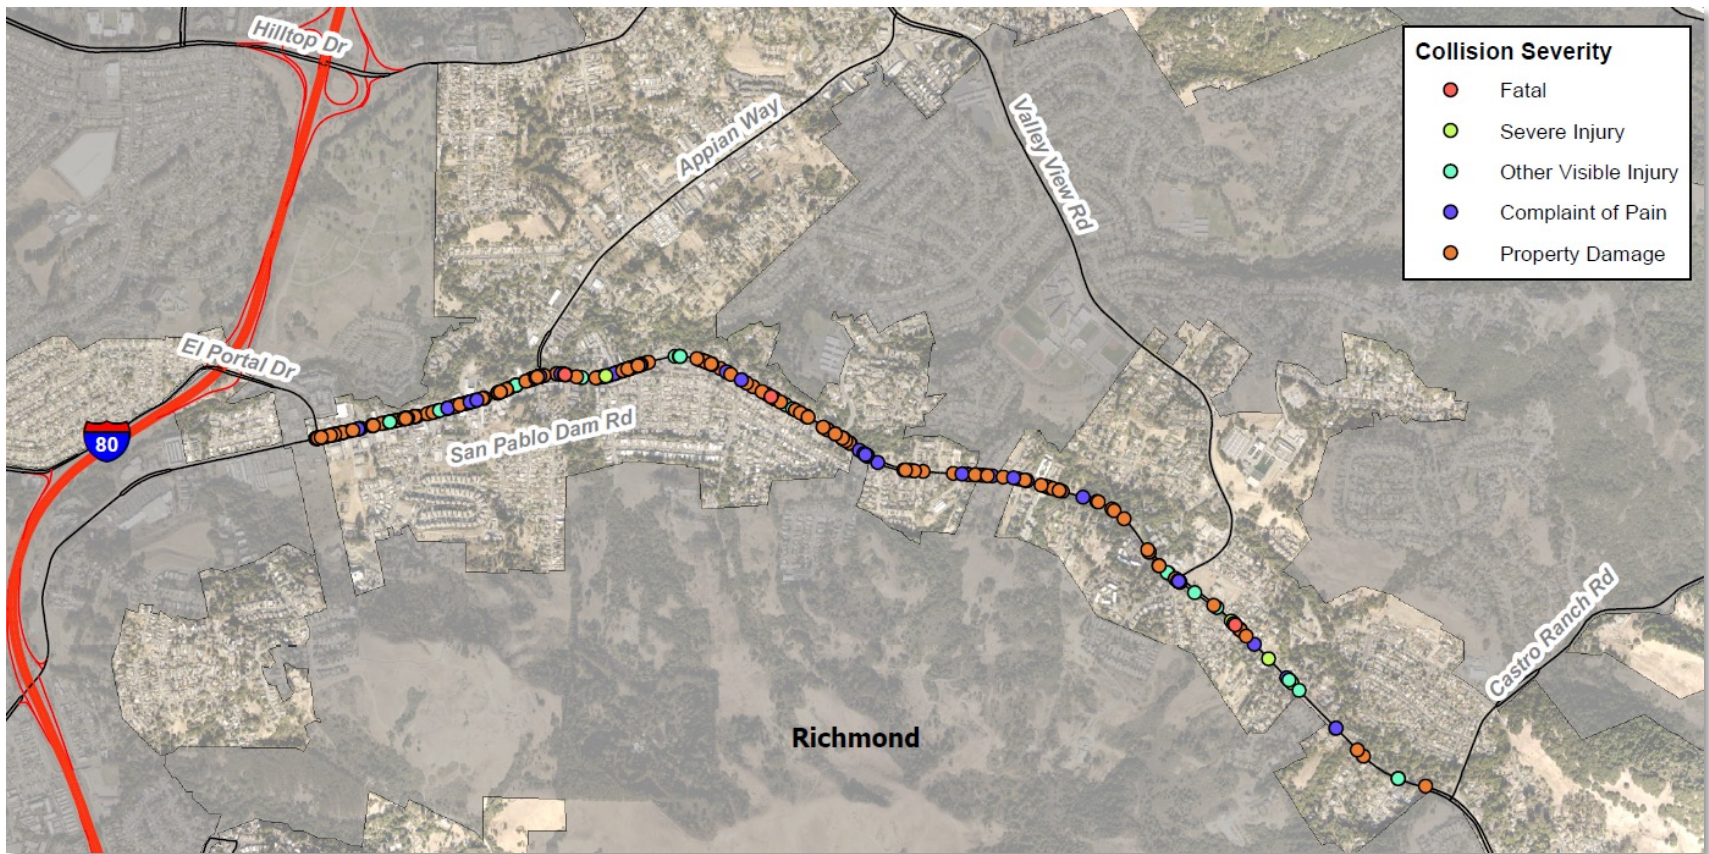 Hilltop Dr
Appian Way
Valley View Rd
El Portal Dr
80
San Pablo Dam Rd
Castro Ranch Rd
Richmond
Collision Severity
Fatal
Severe Injury
Other Visible Injury
Complaint of Pain
Property Damage